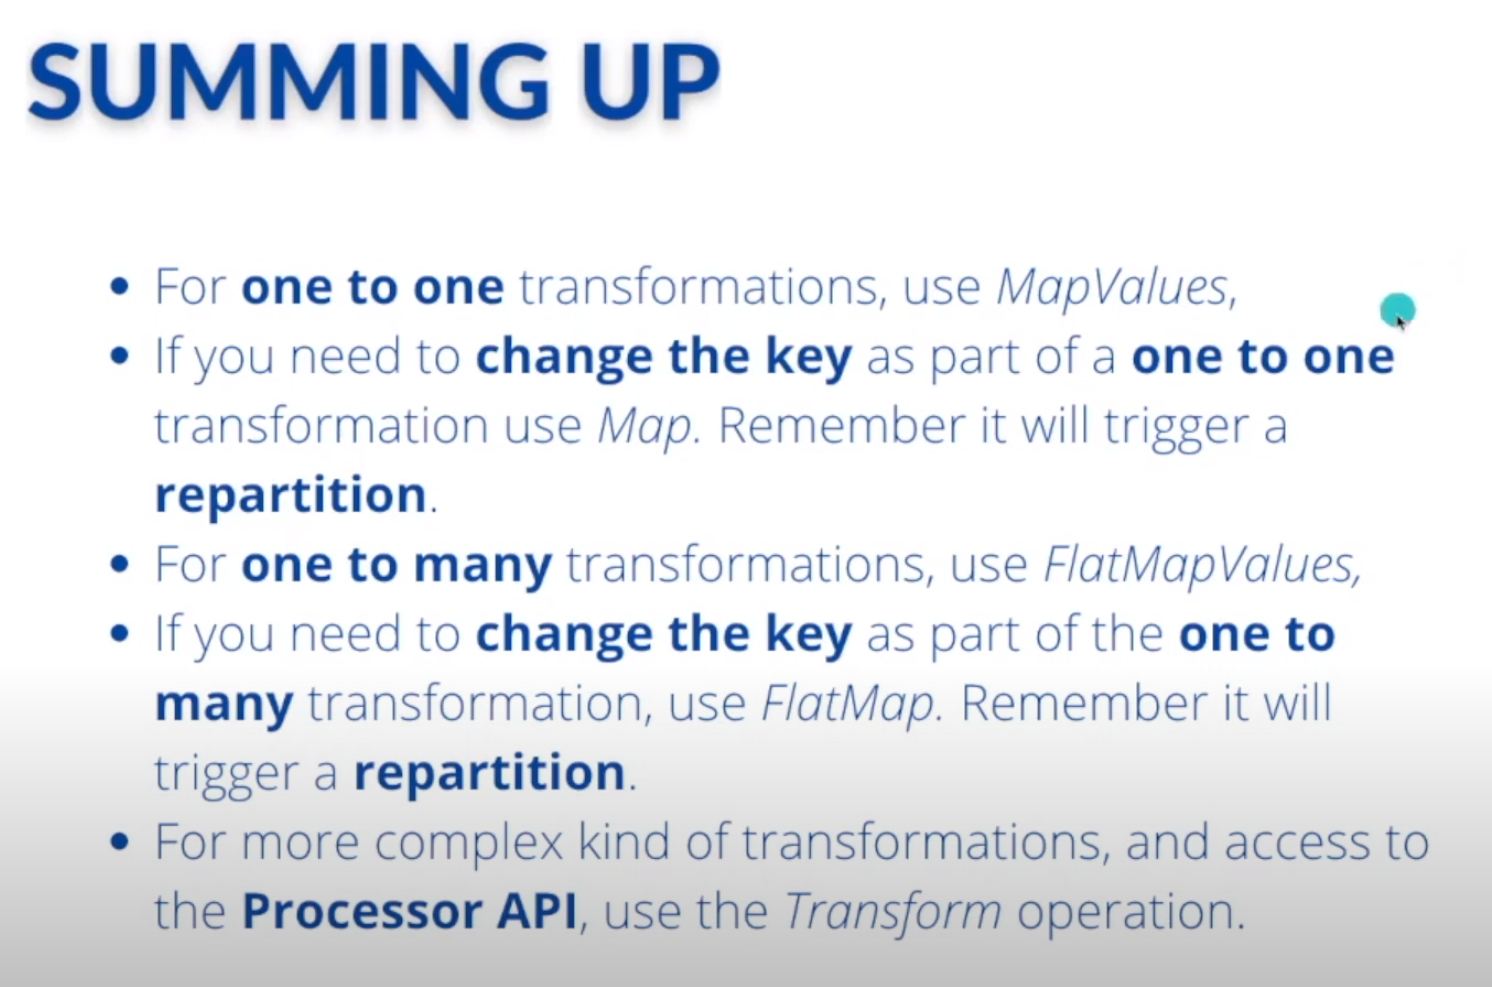 SUMMING UP
• For one to one transformations, use MapValues,
• If you need to change the key as part of a one to one
transformation use Map. Remember it will trigger a
repartition.
• For one to many transformations, use FlatMapValues,
• If you need to change the key as part of the one to
many transformation, use FlatMap. Remember it will
trigger a repartition.
• For more complex kind of transformations, and access to
the Processor API, use the Transform operation.